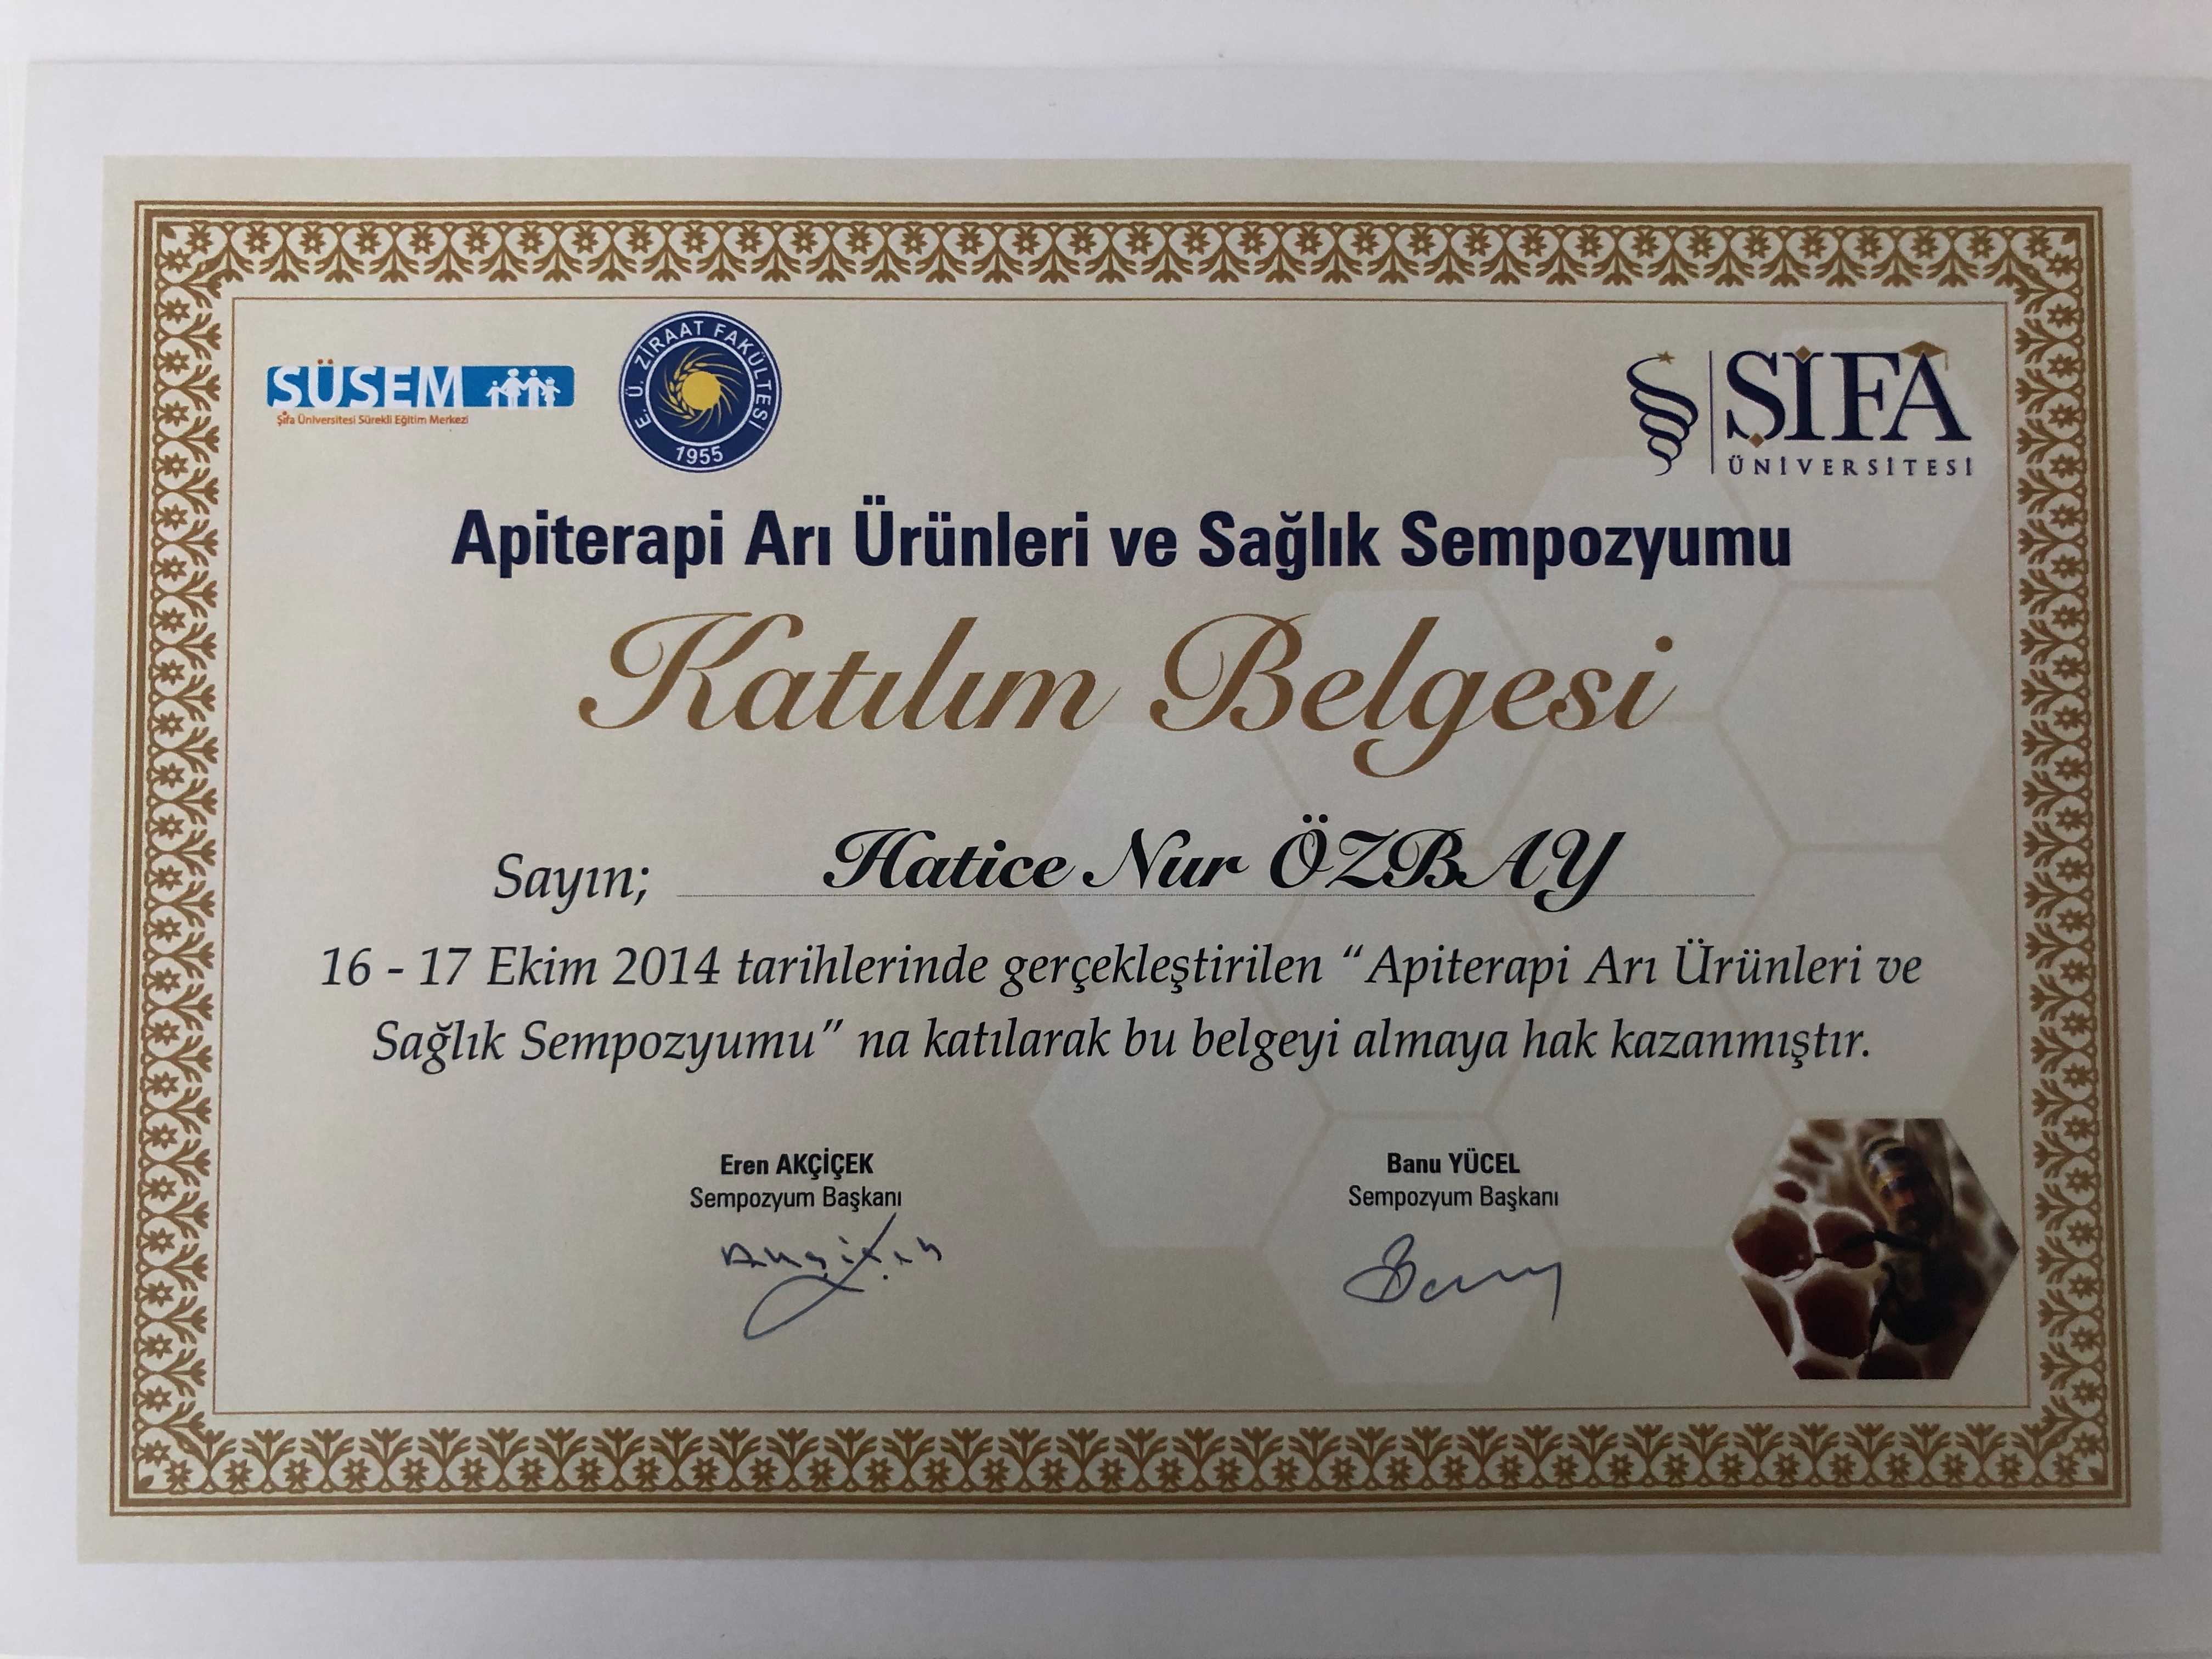 SÜSEM
Şifa Üniversitesi Sürekli Eğitim Merkezi
E. Ü. ZİRAAT FAKÜLTESİ
1955
ŞİFA
ÜNİVERSİTESİ
Apiterapi Arı Ürünleri ve Sağlık Sempozyumu
Katılım Belgesi
Sayın; Hatice Nur ÖZBAY
16 - 17 Ekim 2014 tarihlerinde gerçekleştirilen “Apiterapi Arı Ürünleri ve
Sağlık Sempozyumu” na katılarak bu belgeyi almaya hak kazanmıştır.
Eren AKÇİÇEK
Sempozyum Başkanı
Banu YÜCEL
Sempozyum Başkanı